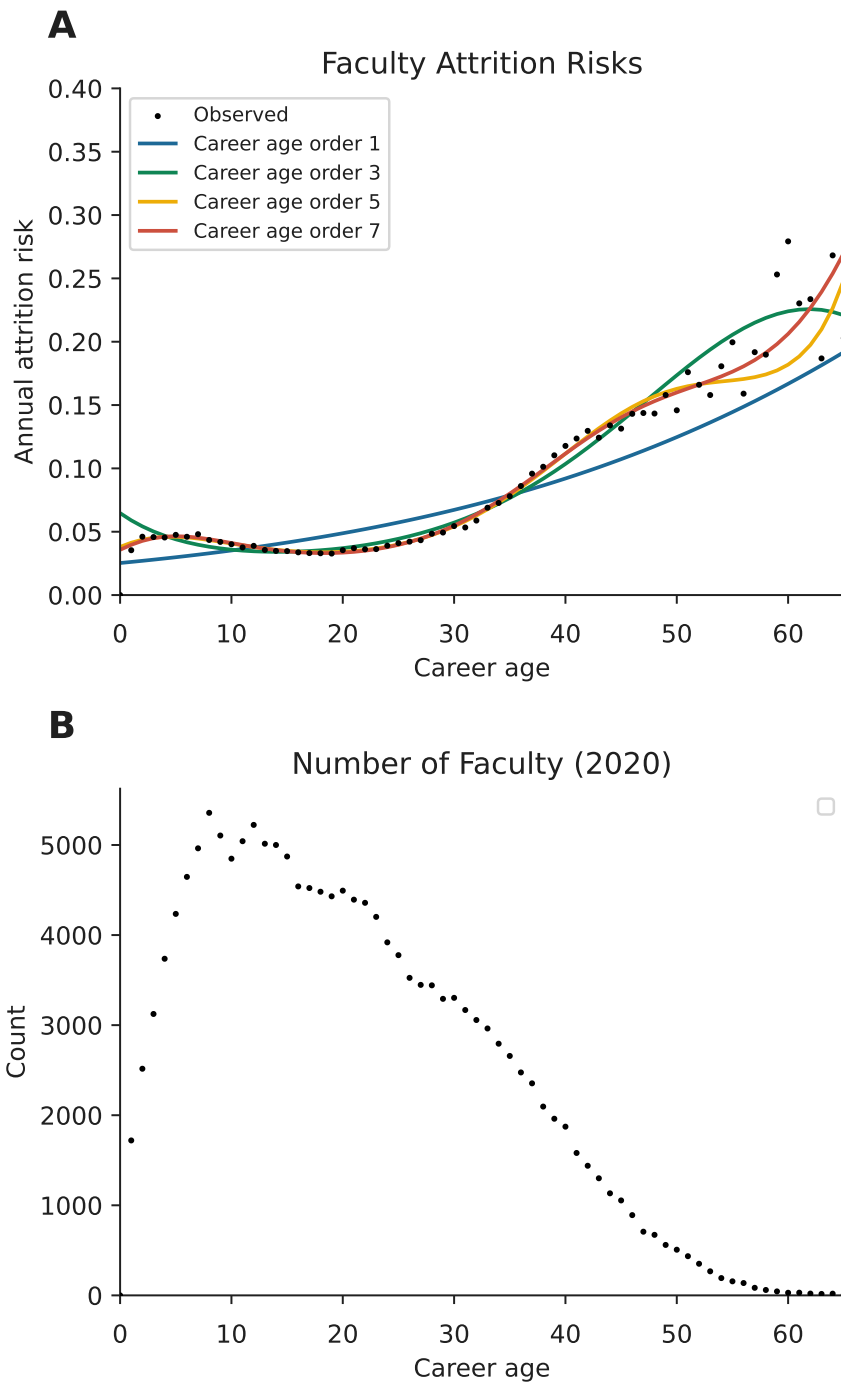 A
Faculty Attrition Risks
0.40
0.35
0.30
0.25
0.20
0.15
0.10
0.05
0.00
Annual attrition risk
Observed
Career age order 1
Career age order 3
Career age order 5
Career age order 7
0 10 20 30 40 50 60
Career age
B
Number of Faculty (2020)
5000
4000
3000
2000
1000
0
Count
0 10 20 30 40 50 60
Career age